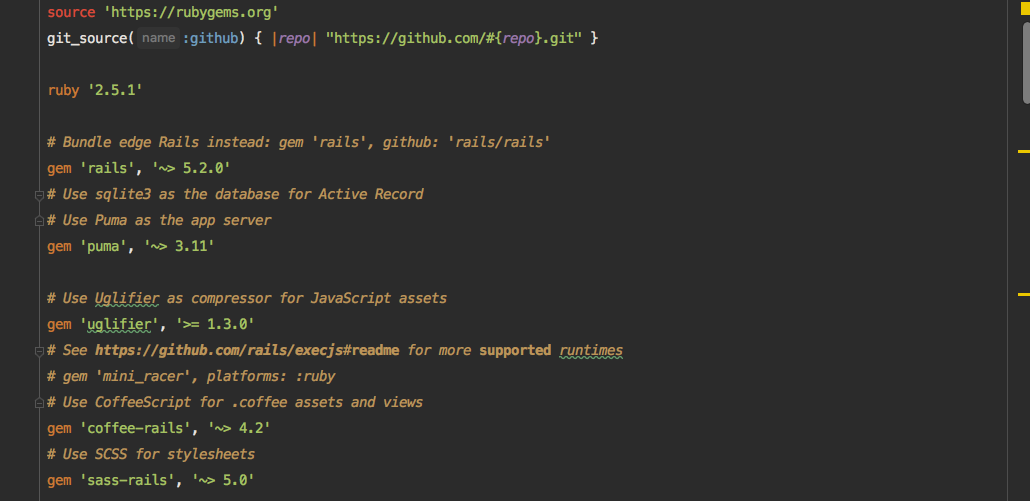 source 'https://rubygems.org'
git_source( name :github) { |repo| "https://github.com/#{repo}.git" }
ruby '2.5.1'
# Bundle edge Rails instead: gem 'rails', github: 'rails/rails'
gem 'rails', '~> 5.2.0'
# Use sqlite3 as the database for Active Record
# Use Puma as the app server
gem 'puma', '~> 3.11'
# Use Uglifier as compressor for JavaScript assets
gem 'uglifier', '>= 1.3.0'
# See https://github.com/rails/execjs#readme for more supported runtimes
# gem 'mini_racer', platforms: :ruby
# Use CoffeeScript for .coffee assets and views
gem 'coffee-rails', '~> 4.2'
# Use SCSS for stylesheets
gem 'sass-rails', '~> 5.0'